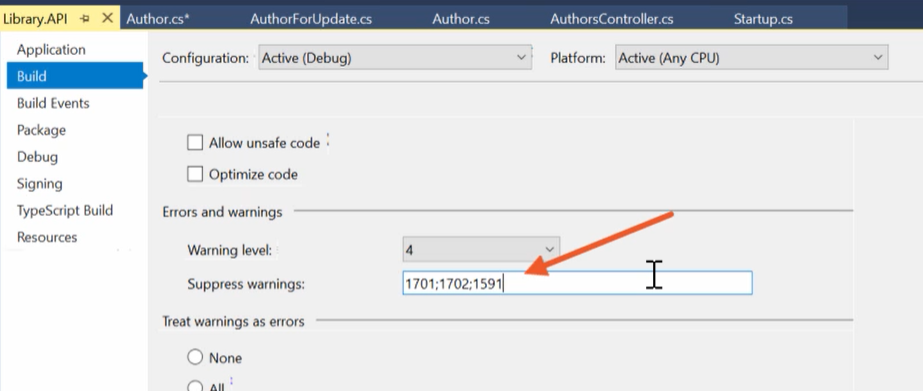 Library.API Author.cs* AuthorForUpdate.cs Author.cs AuthorsController.cs Startup.cs
Application
Configuration: Active (Debug) Platform: Active (Any CPU)
Build
Build Events
Package
Allow unsafe code
Debug
Optimize code
Signing
TypeScript Build
Errors and warnings
Resources
Warning level: 4
Suppress warnings: 1701;1702;1591
Treat warnings as errors
None
All